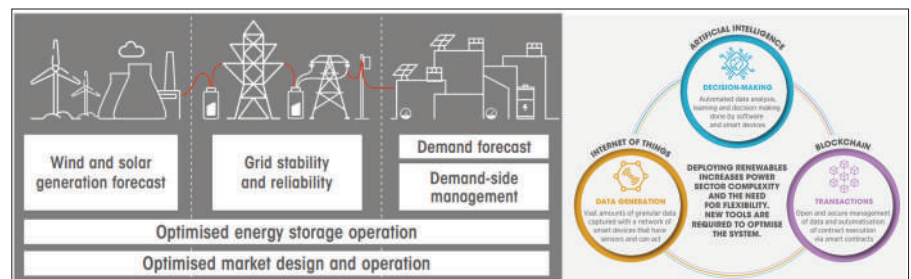 Wind and solar
generation forecast
Grid stability
and reliability
Demand forecast
Demand-side
management
Optimised energy storage operation
Optimised market design and operation
ARTIFICIAL INTELLIGENCE
DECISION-MAKING
Automated data analysis,
learning and decision making
done by software
and smart devices
INTERNET OF THINGS
DATA GENERATION
Vast amounts of granular data
captured with a network of
smart devices that have
sensors and can act
DEPLOYING RENEWABLES
INCREASES POWER
SECTOR COMPLEXITY
AND THE NEED
FOR FLEXIBILITY.
NEW TOOLS ARE
REQUIRED TO OPTIMISE
THE SYSTEM.
BLOCKCHAIN
TRANSACTIONS
Open and secure management
of data and automatisation
of contract execution
via smart contracts